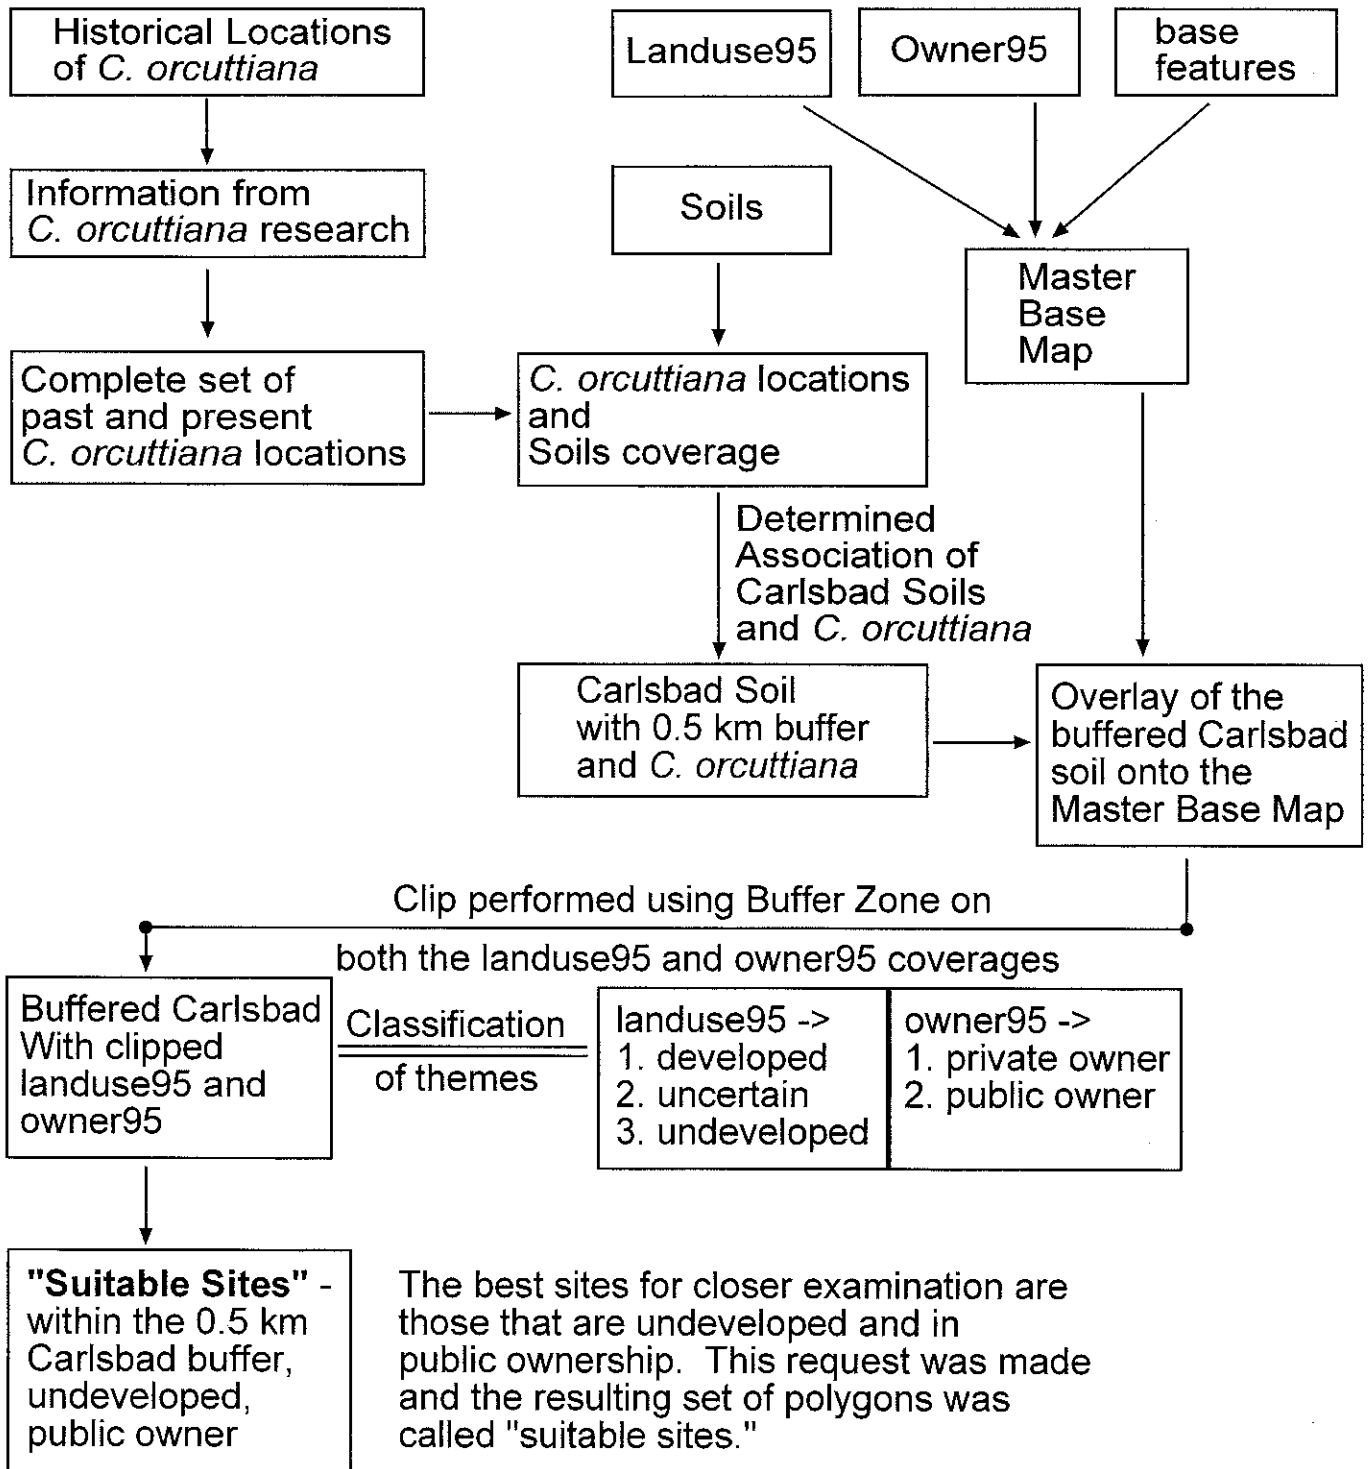 Historical Locations
of C. orcuttiana
Landuse95
Owner95
base
features
Information from
C. orcuttiana research
Soils
Master
Base
Map
Complete set of
past and present
C. orcuttiana locations
C. orcuttiana locations
and
Soils coverage
Determined
Association of
Carlsbad Soils
and C. orcuttiana
Carlsbad Soil
with 0.5 km buffer
and C. orcuttiana
Overlay of the
buffered Carlsbad
soil onto the
Master Base Map
Clip performed using Buffer Zone on
both the landuse95 and owner95 coverages
Buffered Carlsbad
With clipped
landuse95 and
owner95
Classification
of themes
landuse95 ->
1. developed
2. uncertain
3. undeveloped
owner95 ->
1. private owner
2. public owner
"Suitable Sites" -
within the 0.5 km
Carlsbad buffer,
undeveloped,
public owner
The best sites for closer examination are
those that are undeveloped and in
public ownership. This request was made
and the resulting set of polygons was
called "suitable sites."